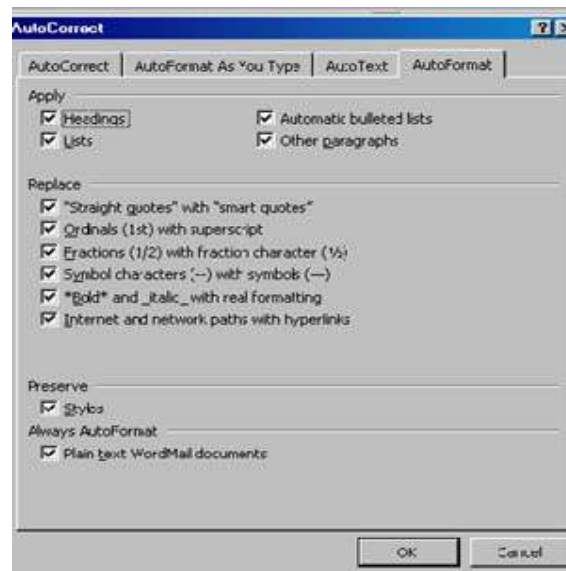 AutoCorrect
AutoCorrect AutoFormat As You Type AutoText AutoFormat
Apply
Headings Automatic bulleted lists
Lists Other paragraphs
Replace
"Straight quotes" with "smart quotes"
Ordinals (1st) with superscript
Fractions (1/2) with fraction character (½)
Symbol characters (--) with symbols (—)
*Bold* and _italic_ with real formatting
Internet and network paths with hyperlinks
Preserve
Styles
Always AutoFormat
Plain text WordMail documents
OK Cancel